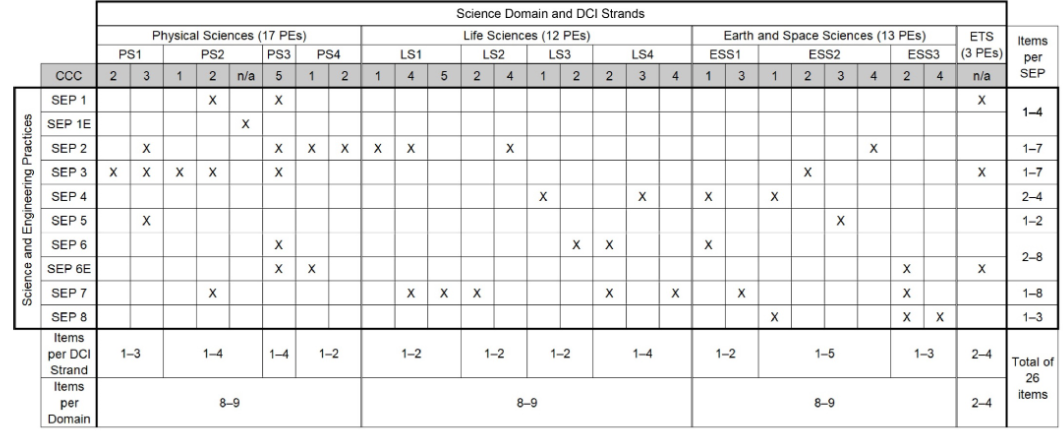 Science Domain and DCI Strands
Physical Sciences (17 PEs) Life Sciences (12 PEs) Earth and Space Sciences (13 PEs) ETS (3 PEs) Items per SEP
PS1 PS2 PS3 PS4 LS1 LS2 LS3 LS4 ESS1 ESS2 ESS3
CCC 2 3 1 2 n/a 5 1 2 1 4 5 2 4 1 2 2 3 4 1 3 1 2 3 4 2 4 n/a
Science and Engineering Practices
SEP 1 X X X 1–4
SEP 1E X
SEP 2 X X X X X X X X 1–7
SEP 3 X X X X X X X 1–7
SEP 4 X X X X 2–4
SEP 5 X X 1–2
SEP 6 X X X X 2–8
SEP 6E X X X X
SEP 7 X X X X X X X X 1–8
SEP 8 X X X 1–3
Items per DCI Strand 1–3 1–4 1–4 1–2 1–2 1–2 1–2 1–4 1–2 1–5 1–3 2–4 Total of 26 items
Items per Domain 8–9 8–9 8–9 2–4